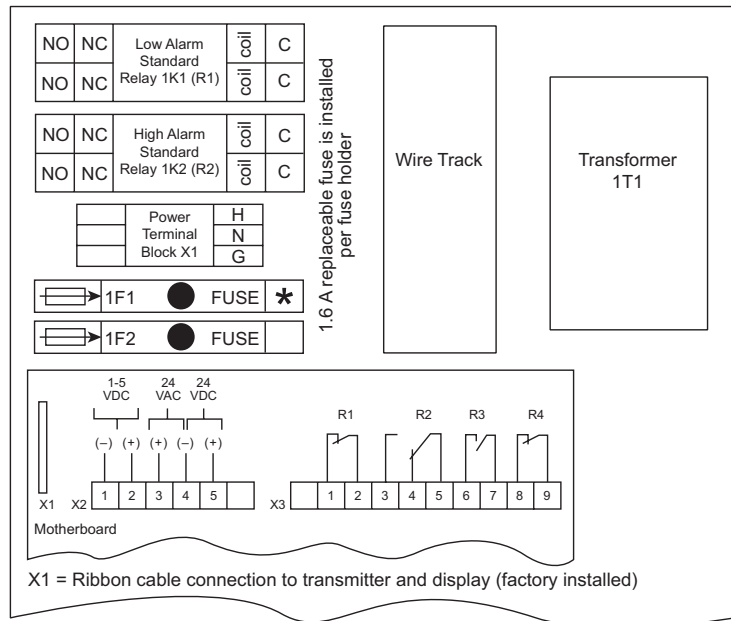 NO NC Low Alarm coil C
Standard
NO NC Relay 1K1 (R1) coil C
NO NC High Alarm coil C
Standard
NO NC Relay 1K2 (R2) coil C
Power H
Terminal N
Block X1 G
1F1 FUSE *
1F2 FUSE
1.6 A replaceable fuse is installed
per fuse holder
Wire Track
Transformer
1T1
1-5 24 24
VDC VAC VDC
(–) (+) (+) (–) (+)
R1 R2 R3 R4
X1 X2 1 2 3 4 5 X3 1 2 3 4 5 6 7 8 9
Motherboard
X1 = Ribbon cable connection to transmitter and display (factory installed)